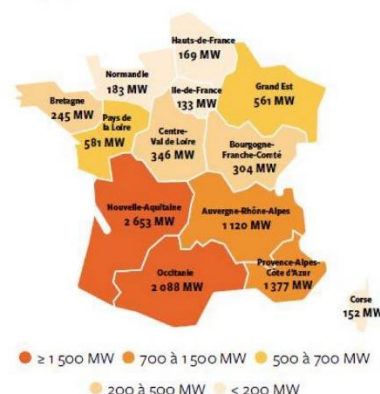 Hauts-de-France
169 MW
Normandie
183 MW
Ile-de-France
133 MW
Grand Est
561 MW
Bretagne
245 MW
Pays de
la Loire
581 MW
Centre-
Val de Loire
346 MW
Bourgogne-
Franche-Comté
304 MW
Nouvelle-Aquitaine
2 653 MW
Auvergne-Rhône-Alpes
1 120 MW
Occitanie
2 088 MW
Provence-Alpes-
Côte d'Azur
1 377 MW
Corse
152 MW
≥ 1 500 MW
700 à 1 500 MW
500 à 700 MW
200 à 500 MW
< 200 MW